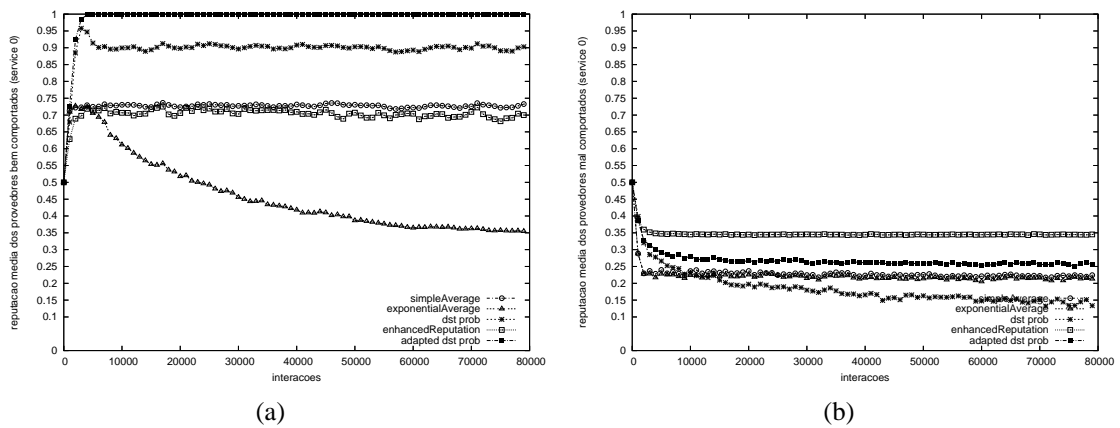 reputacao media dos provedores bem comportados (service 0)
1
0.95
0.9
0.85
0.8
0.75
0.7
0.65
0.6
0.55
0.5
0.45
0.4
0.35
0.3
0.25
0.2
0.15
0.1
0.05
0
simpleAverage
exponentialAverage
dst prob
enhancedReputation
adapted dst prob
0 10000 20000 30000 40000 50000 60000 70000 80000
interacoes
(a)
reputacao media dos provedores mal comportados (service 0)
1
0.95
0.9
0.85
0.8
0.75
0.7
0.65
0.6
0.55
0.5
0.45
0.4
0.35
0.3
0.25
0.2
0.15
0.1
0.05
0
simpleAverage
exponentialAverage
dst prob
enhancedReputation
adapted dst prob
0 10000 20000 30000 40000 50000 60000 70000 80000
interacoes
(b)